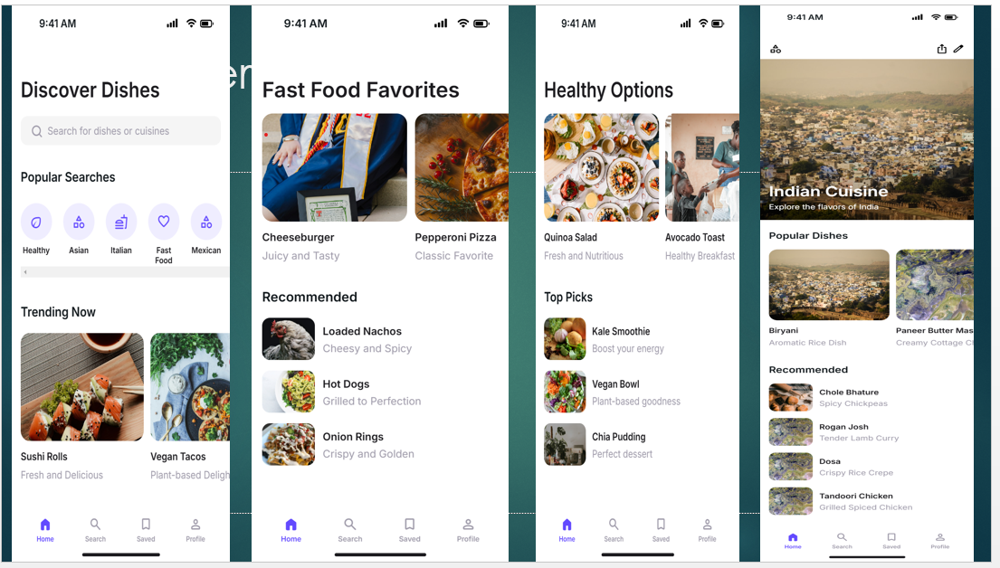 9:41 AM
Discover Dishes
Search for dishes or cuisines
Popular Searches
Healthy
Asian
Italian
Fast
Food
Mexican
Trending Now
Sushi Rolls
Fresh and Delicious
Vegan Tacos
Plant-based Deligh
Home
Search
Saved
Profile
er
9:41 AM
Fast Food Favorites
Cheeseburger
Juicy and Tasty
Pepperoni Pizza
Classic Favorite
Recommended
Loaded Nachos
Cheesy and Spicy
Hot Dogs
Grilled to Perfection
Onion Rings
Crispy and Golden
Home
Search
Saved
Profile
9:41 AM
Healthy Options
Quinoa Salad
Fresh and Nutritious
Avocado Toast
Healthy Breakfast
Top Picks
Kale Smoothie
Boost your energy
Vegan Bowl
Plant-based goodness
Chia Pudding
Perfect dessert
Home
Search
Saved
Profile
9:41 AM
Indian Cuisine
Explore the flavors of India
Popular Dishes
Biryani
Aromatic Rice Dish
Paneer Butter Mas
Creamy Cottage Ch
Recommended
Chole Bhature
Spicy Chickpeas
Rogan Josh
Tender Lamb Curry
Dosa
Crispy Rice Crepe
Tandoori Chicken
Grilled Spiced Chicken
Home
Search
Saved
Profile